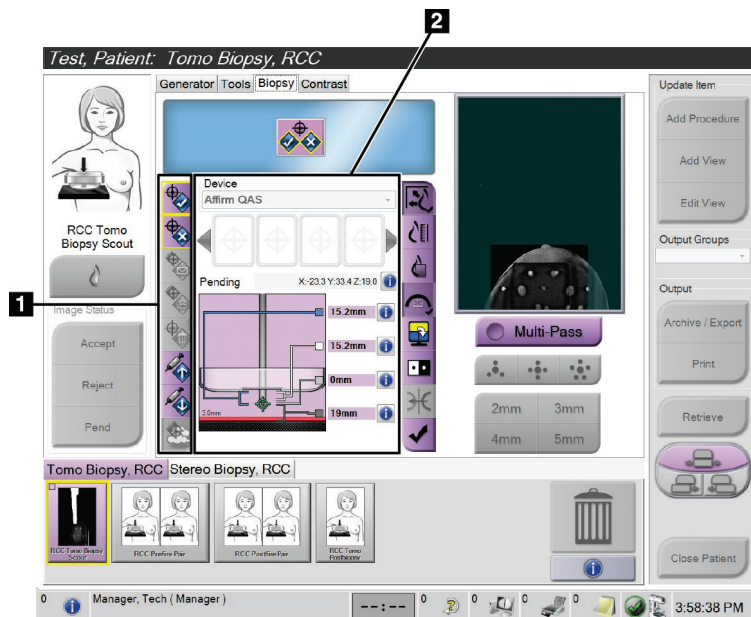 2
Test, Patient: Tomo Biopsy, RCC
Generator Tools Biopsy Contrast
Device
Affirm QAS
Pending X:-23.3 Y:33.4 Z:19.0
15.2mm
15.2mm
0mm
19mm
3.0mm
1
RCC Tomo
Biopsy Scout
Image Status
Accept
Reject
Pend
Multi-Pass
2mm 3mm
4mm 5mm
Update Item
Add Procedure
Add View
Edit View
Output Groups
Output
Archive / Export
Print
Retrieve
Close Patient
Tomo Biopsy, RCC Stereo Biopsy, RCC
RCC Tomo Biopsy
Scout
RCC Prefire Pair
RCC Postfire Pair
RCC Tomo
Postbiopsy
0 Manager, Tech ( Manager ) --:-- 0 0 0 0 3:58:38 PM